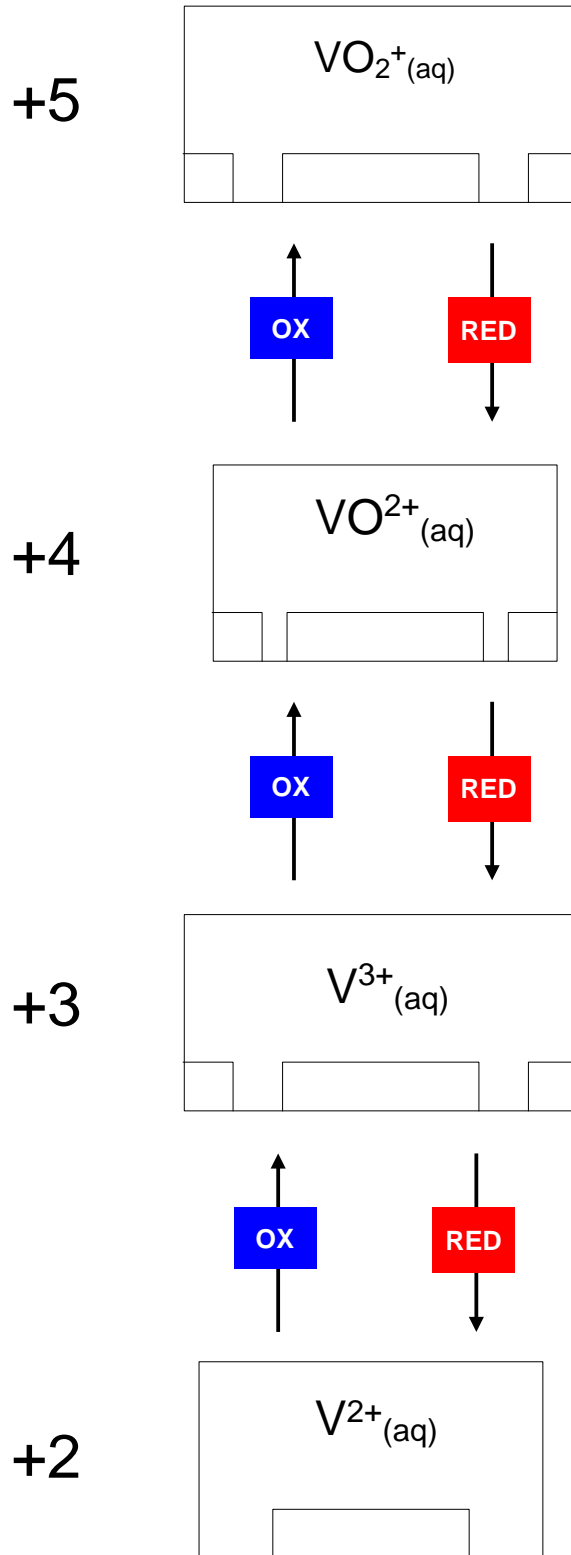 VO₂⁺(aq)
+5
OX RED
VO²⁺(aq)
+4
OX RED
V³⁺(aq)
+3
OX RED
V²⁺(aq)
+2